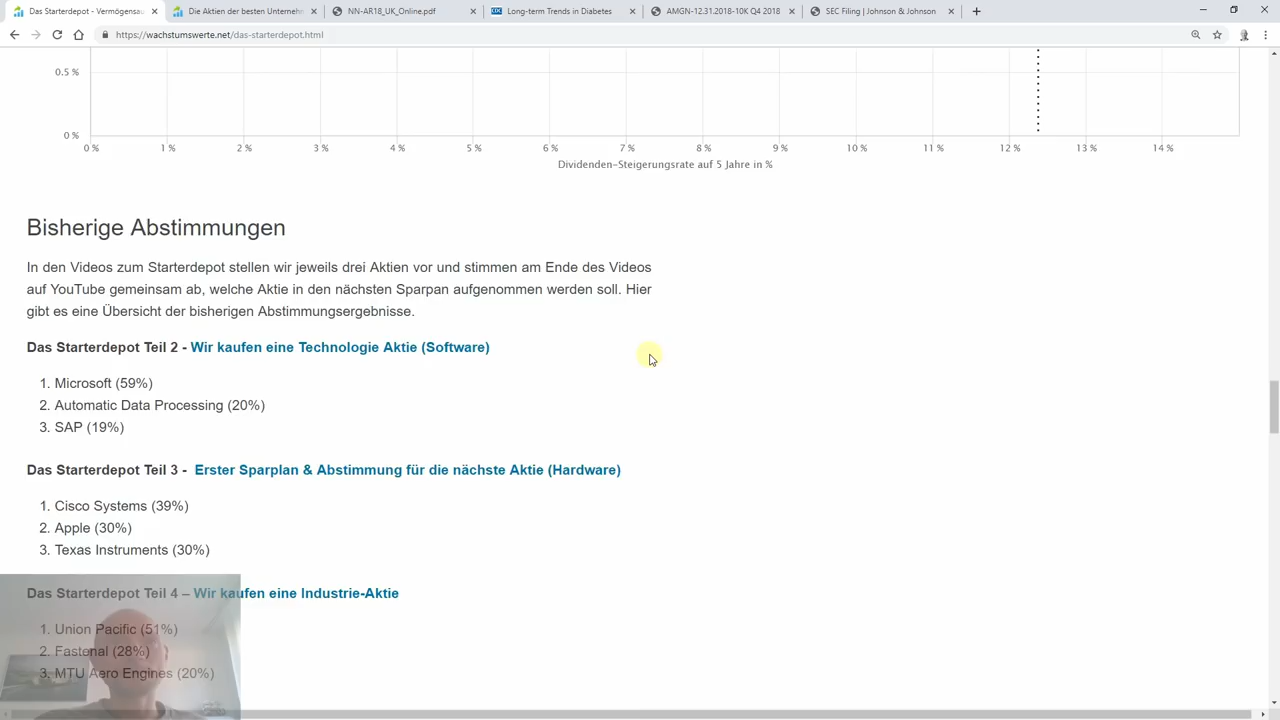 Das Starterdepot - Vermögensau
Die Aktien der besten Unternehm
NN-AR18_UK_Online.pdf
Long-term Trends in Diabetes
AMGN-12.31.2018-10K Q4 2018
SEC Filing | Johnson & Johnson
https://wachstumswerte.net/das-starterdepot.html
0.5 %
0 %
0 % 1 % 2 % 3 % 4 % 5 % 6 % 7 % 8 % 9 % 10 % 11 % 12 % 13 % 14 %
Dividenden-Steigerungsrate auf 5 Jahre in %
Bisherige Abstimmungen
In den Videos zum Starterdepot stellen wir jeweils drei Aktien vor und stimmen am Ende des Videos
auf YouTube gemeinsam ab, welche Aktie in den nächsten Sparpan aufgenommen werden soll. Hier
gibt es eine Übersicht der bisherigen Abstimmungsergebnisse.
Das Starterdepot Teil 2 - Wir kaufen eine Technologie Aktie (Software)
1. Microsoft (59%)
2. Automatic Data Processing (20%)
3. SAP (19%)
Das Starterdepot Teil 3 - Erster Sparplan & Abstimmung für die nächste Aktie (Hardware)
1. Cisco Systems (39%)
2. Apple (30%)
3. Texas Instruments (30%)
Das Starterdepot Teil 4 – Wir kaufen eine Industrie-Aktie
1. Union Pacific (51%)
2. Fastenal (28%)
3. MTU Aero Engines (20%)